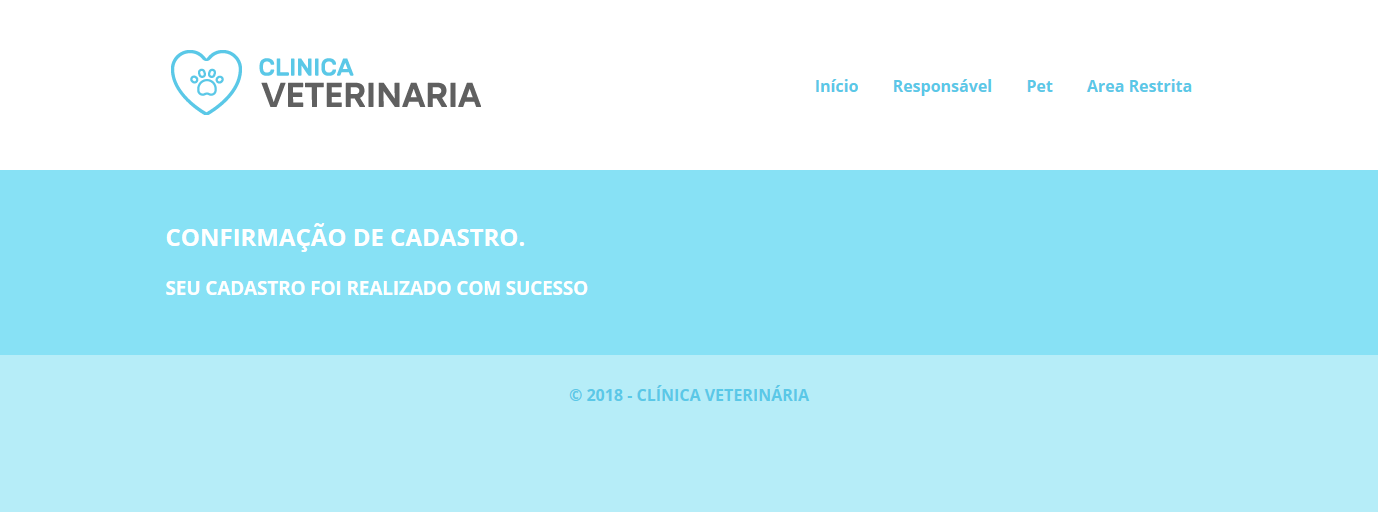 CLINICA
VETERINARIA
Início Responsável Pet Area Restrita
CONFIRMAÇÃO DE CADASTRO.
SEU CADASTRO FOI REALIZADO COM SUCESSO
© 2018 - CLÍNICA VETERINÁRIA